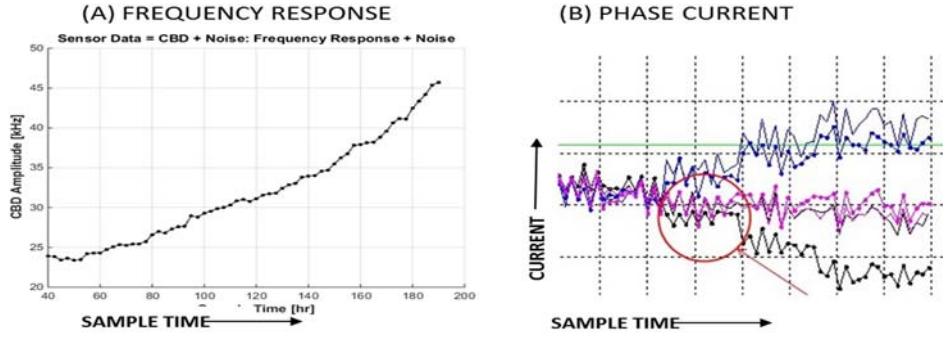 (A) FREQUENCY RESPONSE
Sensor Data = CBD + Noise: Frequency Response + Noise
CBD Amplitude [kHz]
50
45
40
35
30
25
20
40 60 80 100 120 140 160 180 200
Time [hr]
SAMPLE TIME
(B) PHASE CURRENT
CURRENT
SAMPLE TIME